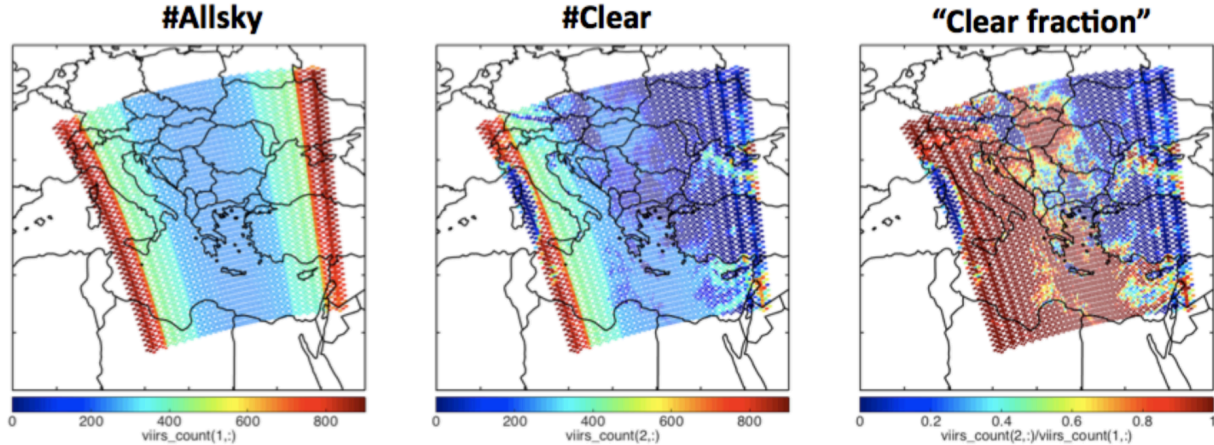 #Allsky
#Clear
“Clear fraction”
0 200 400 600 800
viirs_count(1,:)
0 200 400 600 800
viirs_count(2,:)
0 0.2 0.4 0.6 0.8 1
viirs_count(2,:)/viirs_count(1,:)